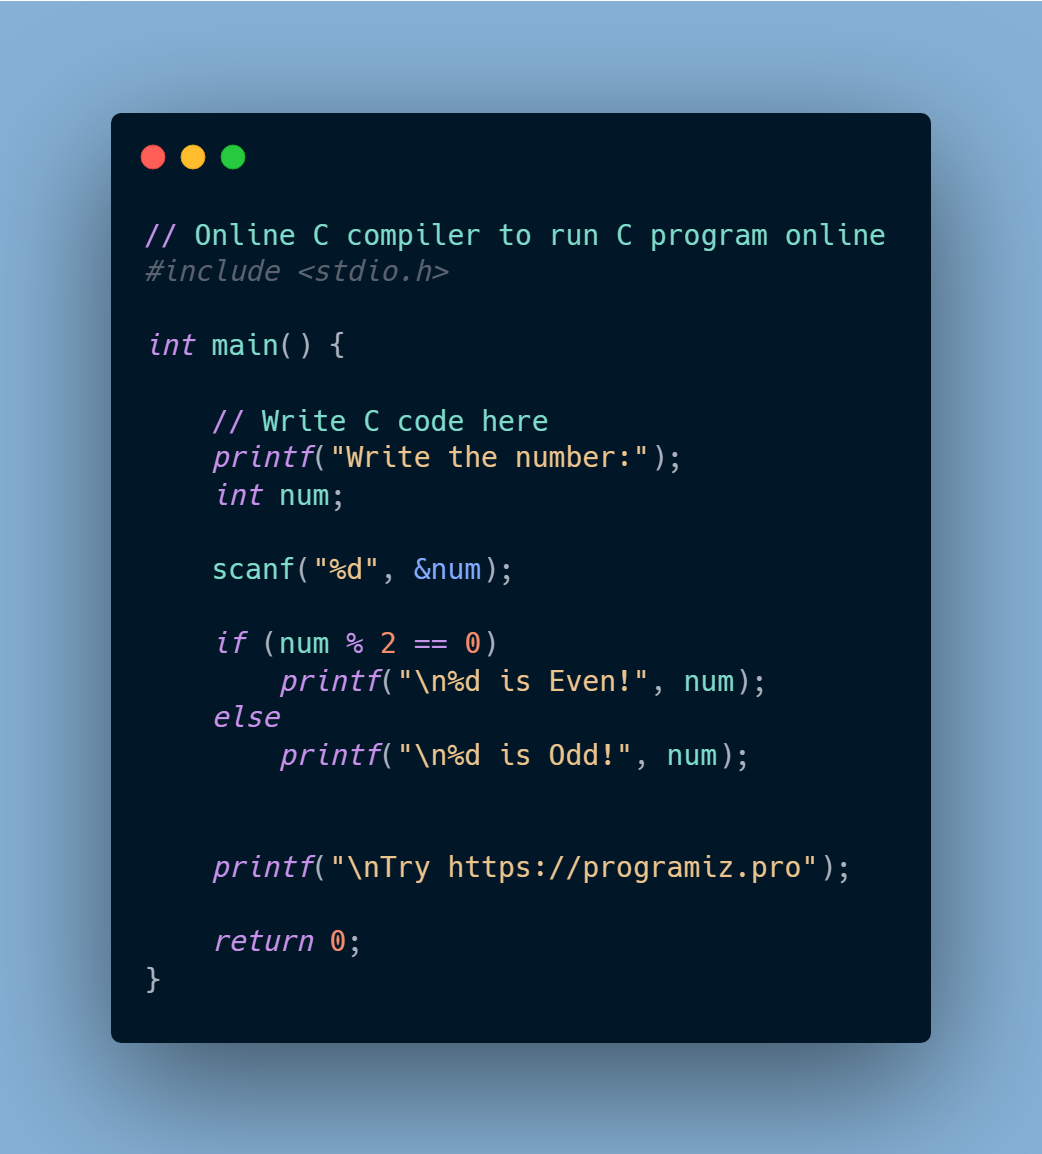 // Online C compiler to run C program online
#include <stdio.h>
int main() {
// Write C code here
printf("Write the number:");
int num;
scanf("%d", &num);
if (num % 2 == 0)
printf("\n%d is Even!", num);
else
printf("\n%d is Odd!", num);
printf("\nTry https://programiz.pro");
return 0;
}